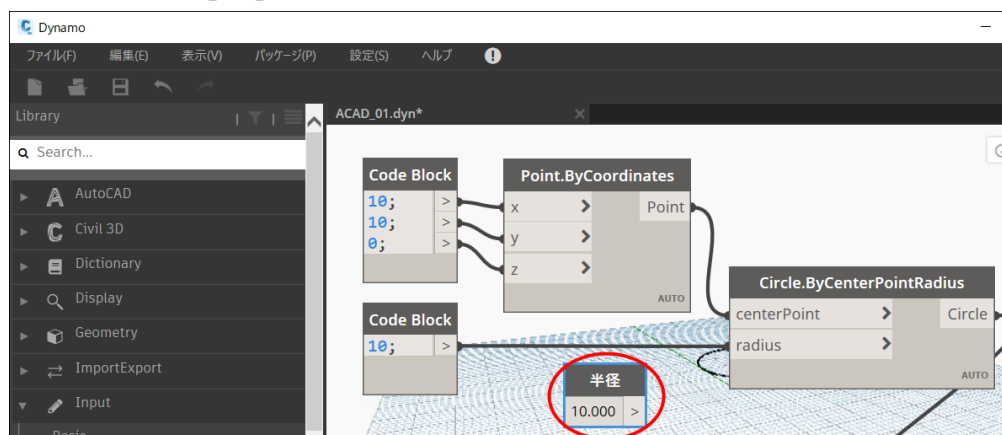 Dynamo
ファイル(F) 編集(E) 表示(V) パッケージ(P) 設定(S) ヘルプ
Library
ACAD_01.dyn*
Search...
AutoCAD
Civil 3D
Dictionary
Display
Geometry
ImportExport
Input
Basic
Code Block
10;
10;
0;
Point.ByCoordinates
x
y
z
Point
AUTO
Code Block
10;
半径
10.000
Circle.ByCenterPointRadius
centerPoint
radius
Circle
AUTO